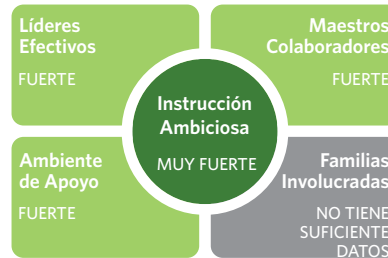 Líderes
Efectivos
FUERTE
Maestros
Colaboradores
FUERTE
Instrucción
Ambiciosa
MUY FUERTE
Ambiente
de Apoyo
FUERTE
Familias
Involucradas
NO TIENE
SUFICIENTE
DATOS